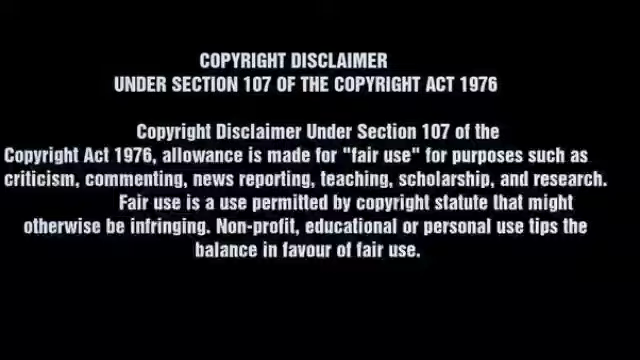 COPYRIGHT DISCLAIMER
UNDER SECTION 107 OF THE COPYRIGHT ACT 1976
Copyright Disclaimer Under Section 107 of the
Copyright Act 1976, allowance is made for "fair use" for purposes such as
criticism, commenting, news reporting, teaching, scholarship, and research.
Fair use is a use permitted by copyright statute that might
otherwise be infringing. Non-profit, educational or personal use tips the
balance in favour of fair use.